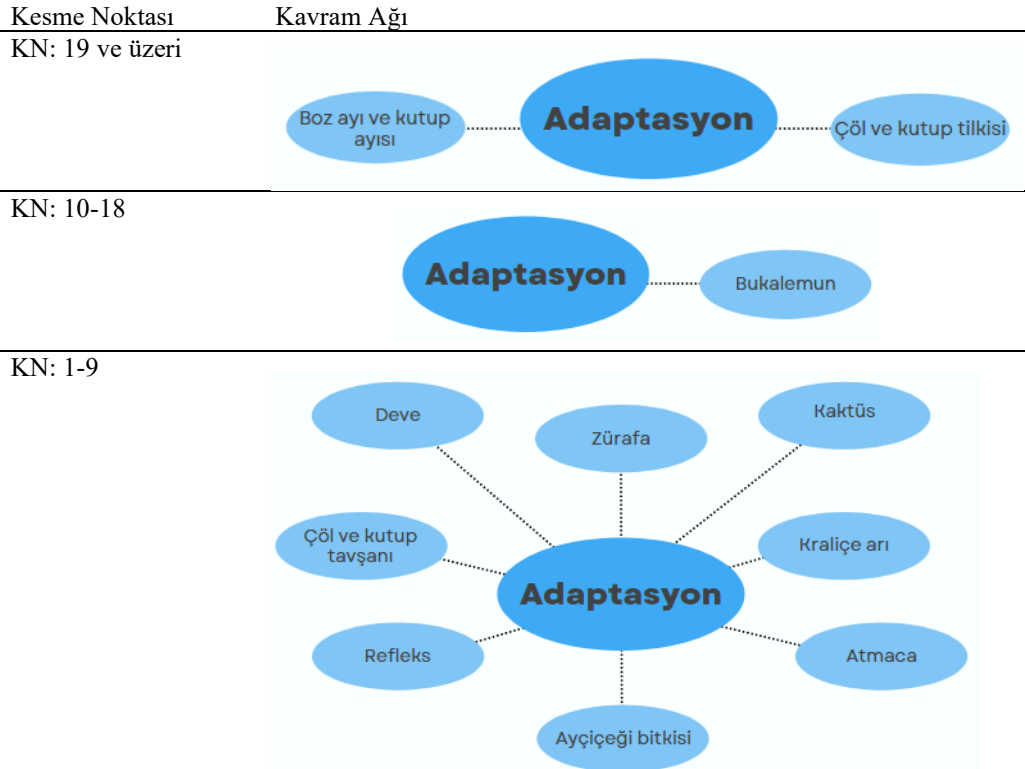 Kesme Noktası Kavram Ağı
KN: 19 ve üzeri
Boz ayı ve kutup
ayısı
Adaptasyon
Çöl ve kutup tilkisi
KN: 10-18
Adaptasyon
Bukalemun
KN: 1-9
Deve
Zürafa
Kaktüs
Çöl ve kutup
tavşanı
Kraliçe arı
Adaptasyon
Refleks
Atmaca
Ayçiçeği bitkisi